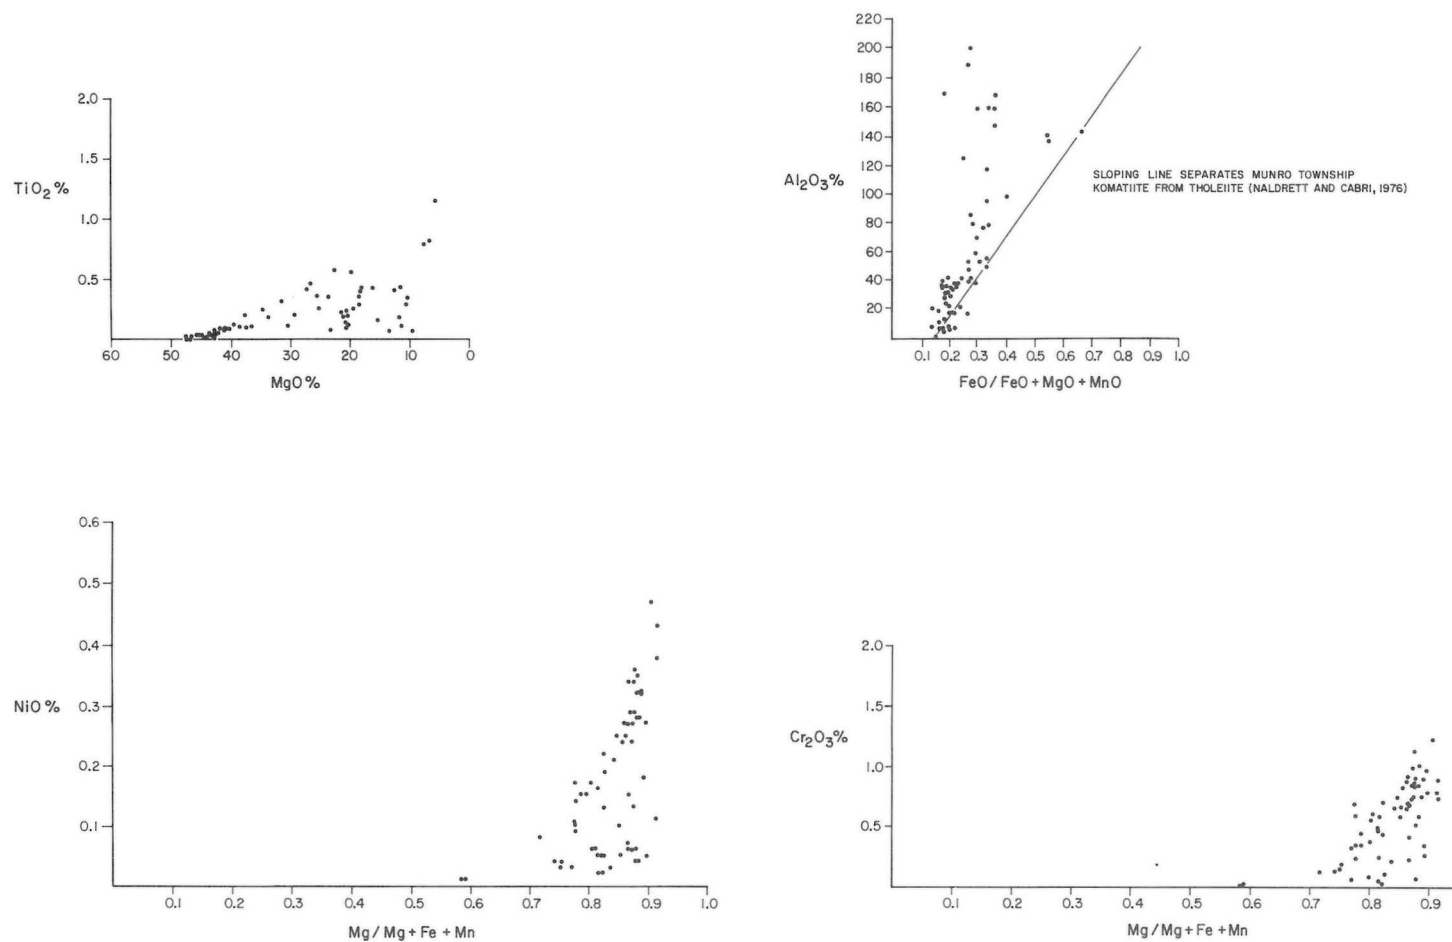 2.0
1.5
TiO2%
1.0
0.5
60 50 40 30 20 10 0
MgO%
220
200
180
160
140
120
Al2O3%
100
80
60
40
20
SLOPING LINE SEPARATES MUNRO TOWNSHIP
KOMATIITE FROM THOLEIITE (NALDRETT AND CABRI, 1976)
0.1 0.2 0.3 0.4 0.5 0.6 0.7 0.8 0.9 1.0
FeO/FeO+MgO+MnO
0.6
0.5
0.4
NiO% 0.3
0.2
0.1
0.1 0.2 0.3 0.4 0.5 0.6 0.7 0.8 0.9 1.0
Mg/Mg+Fe+Mn
2.0
1.5
Cr2O3%
1.0
0.5
0.1 0.2 0.3 0.4 0.5 0.6 0.7 0.8 0.9
Mg/Mg+Fe+Mn